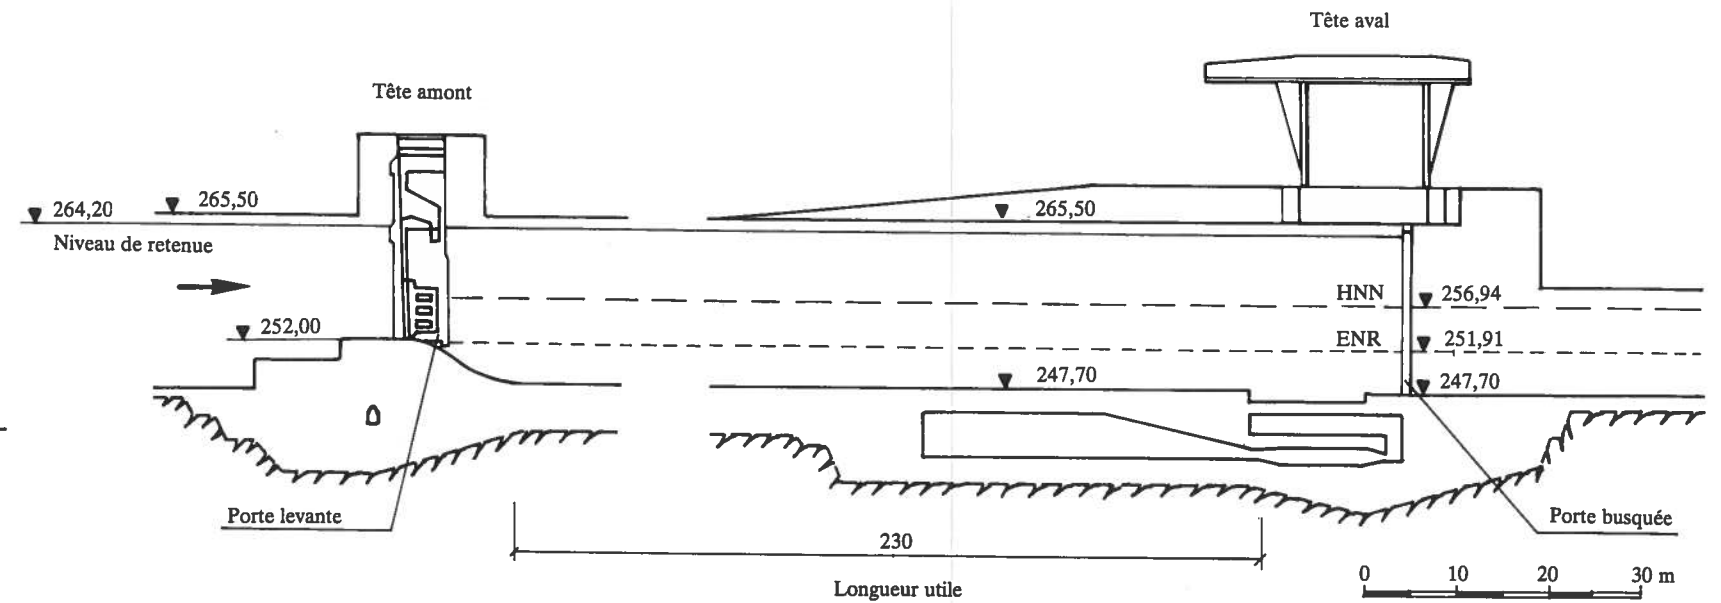 Tête aval
Tête amont
264,20
265,50
265,50
Niveau de retenue
HNN
256,94
252,00
ENR
251,91
247,70
247,70
Porte levante
Porte busquée
230
Longueur utile
0 10 20 30 m